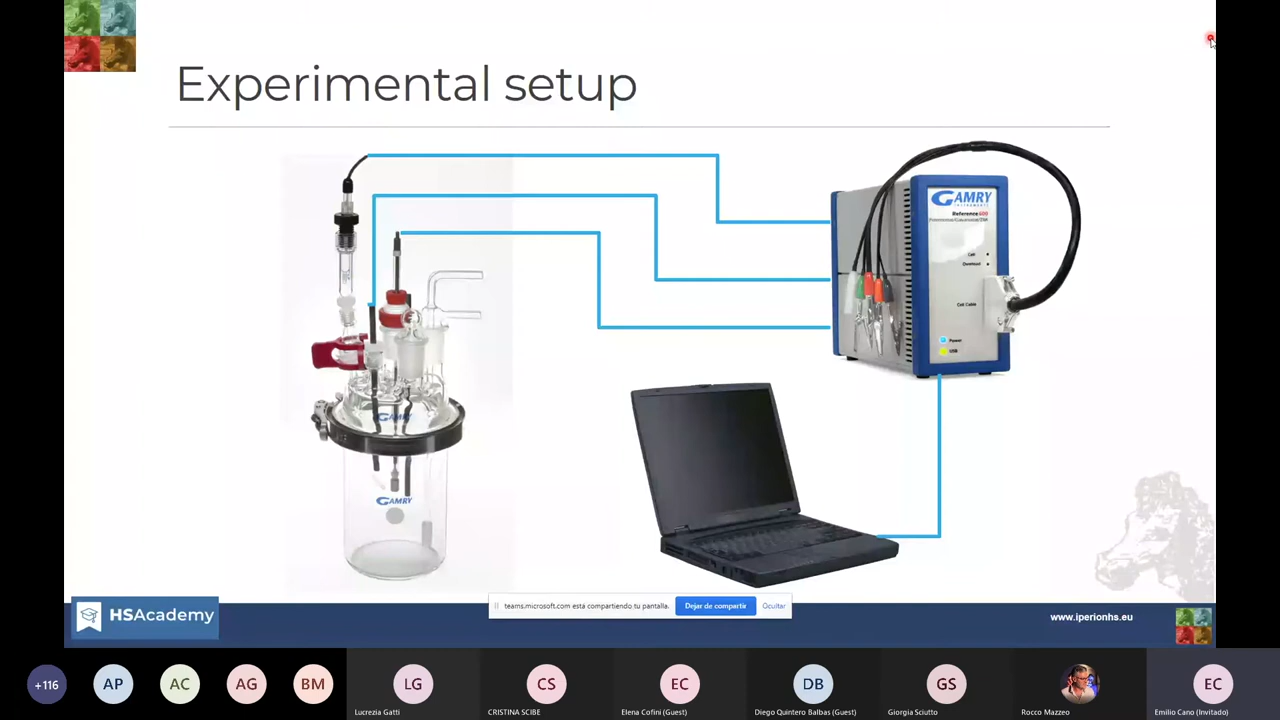 Experimental setup
GAMRY
INSTRUMENTS
Reference 600
Potentiostat/Galvanostat/ZRA
Cell
Overload
Cell Cable
Power
USB
GAMRY
GAMRY
teams.microsoft.com está compartiendo tu pantalla.
Dejar de compartir
Ocultar
HSAcademy
www.iperionhs.eu
+116
AP
AC
AG
BM
LG
CS
EC
DB
GS
EC
Lucrezia Gatti
CRISTINA SCIBE
Elena Cofini (Guest)
Diego Quintero Balbas (Guest)
Giorgia Sciutto
Rocco Mazzeo
Emilio Cano (Invitado)